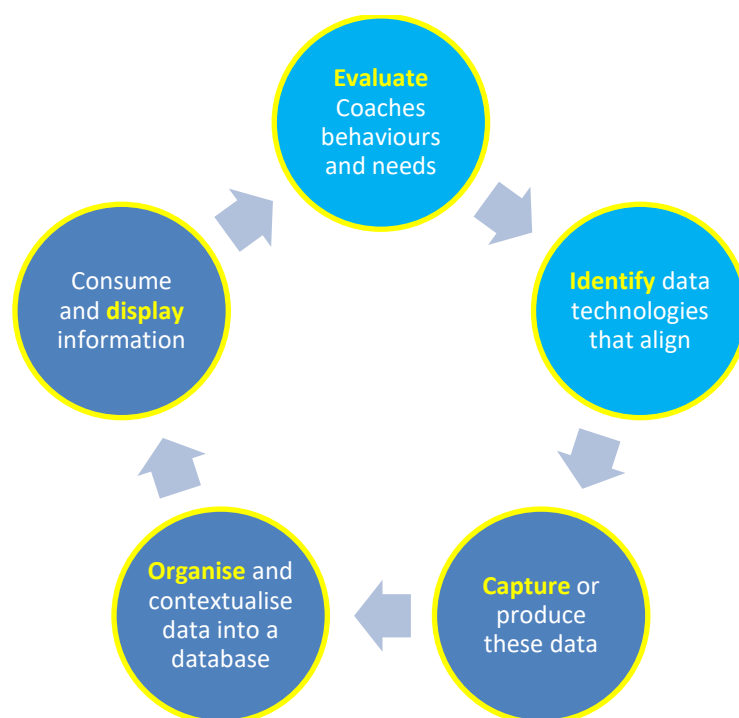 Evaluate
Coaches
behaviours
and needs
Identify data
technologies
that align
Capture or
produce
these data
Organise and
contextualise
data into a
database
Consume
and display
information